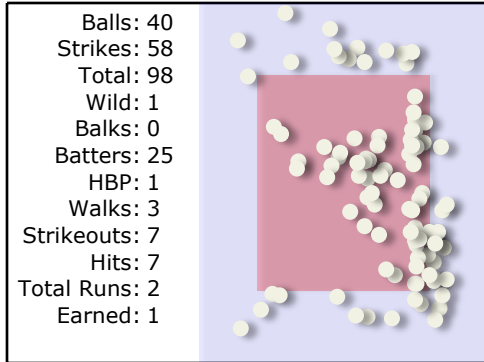 Balls: 40
Strikes: 58
Total: 98
Wild: 1
Balks: 0
Batters: 25
HBP: 1
Walks: 3
Strikeouts: 7
Hits: 7
Total Runs: 2
Earned: 1